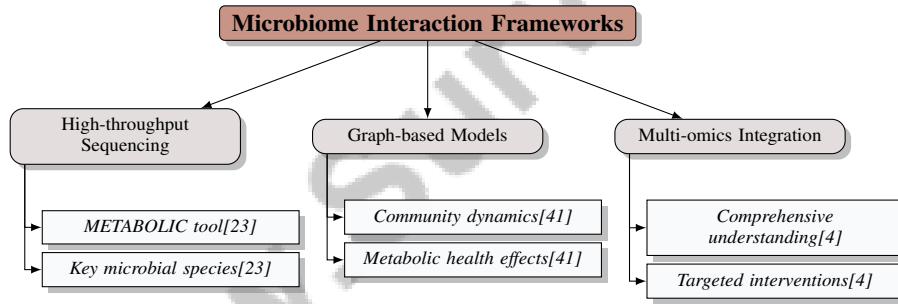 Microbiome Interaction Frameworks
High-throughput
Sequencing
Graph-based Models
Multi-omics Integration
METABOLIC tool[23]
Key microbial species[23]
Community dynamics[41]
Metabolic health effects[41]
Comprehensive
understanding[4]
Targeted interventions[4]